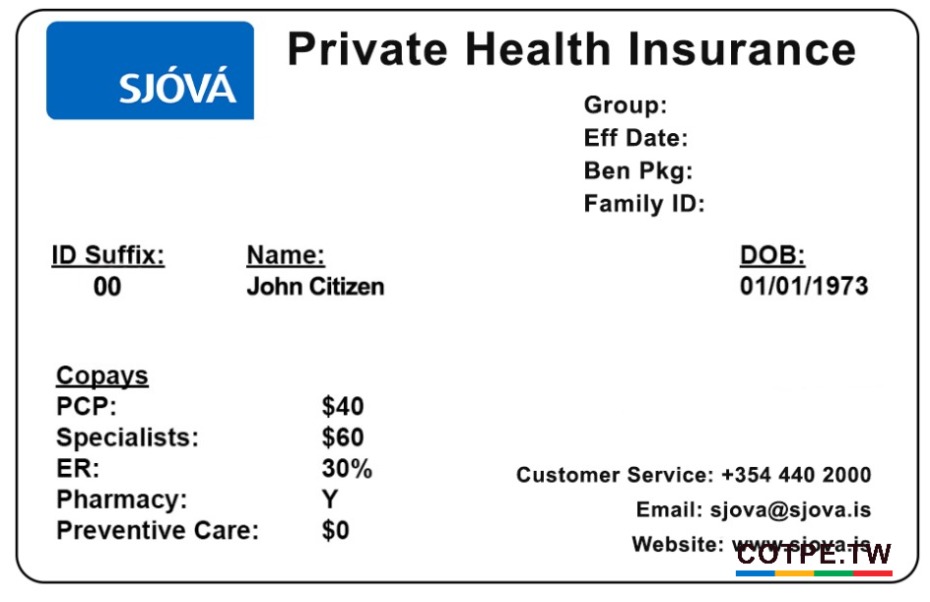 SJÓVÁ
Private Health Insurance
Group:
Eff Date:
Ben Pkg:
Family ID:
ID Suffix: Name: DOB:
00 John Citizen 01/01/1973
Copays
PCP: $40
Specialists: $60
ER: 30%
Pharmacy: Y
Preventive Care: $0
Customer Service: +354 440 2000
Email: sjova@sjova.is
Website: www.sjova.is
COTPE.TW